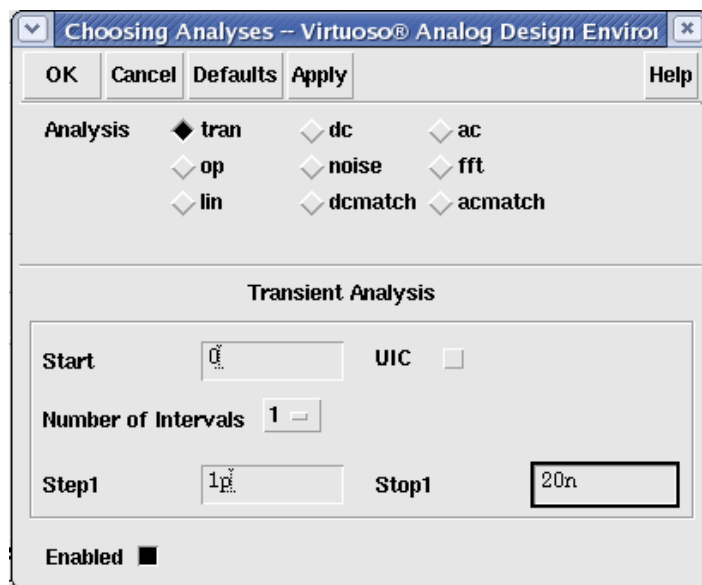 Choosing Analyses -- Virtuoso® Analog Design Enviror
OK Cancel Defaults Apply Help
Analysis tran dc ac
op noise fft
lin dcmatch acmatch
Transient Analysis
Start 0 UIC
Number of Intervals 1
Step1 1p Stop1 20n
Enabled